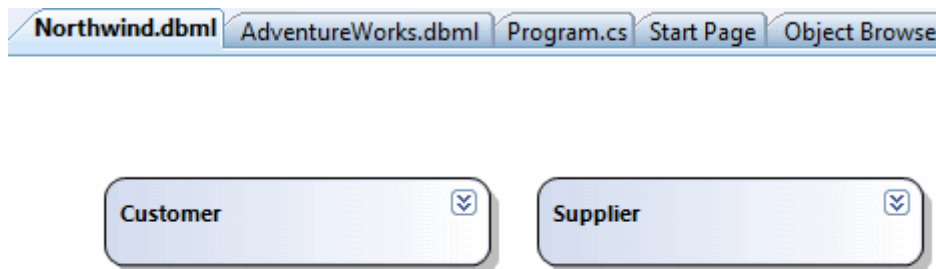 Northwind.dbml AdventureWorks.dbml Program.cs Start Page Object Browse
Customer Supplier